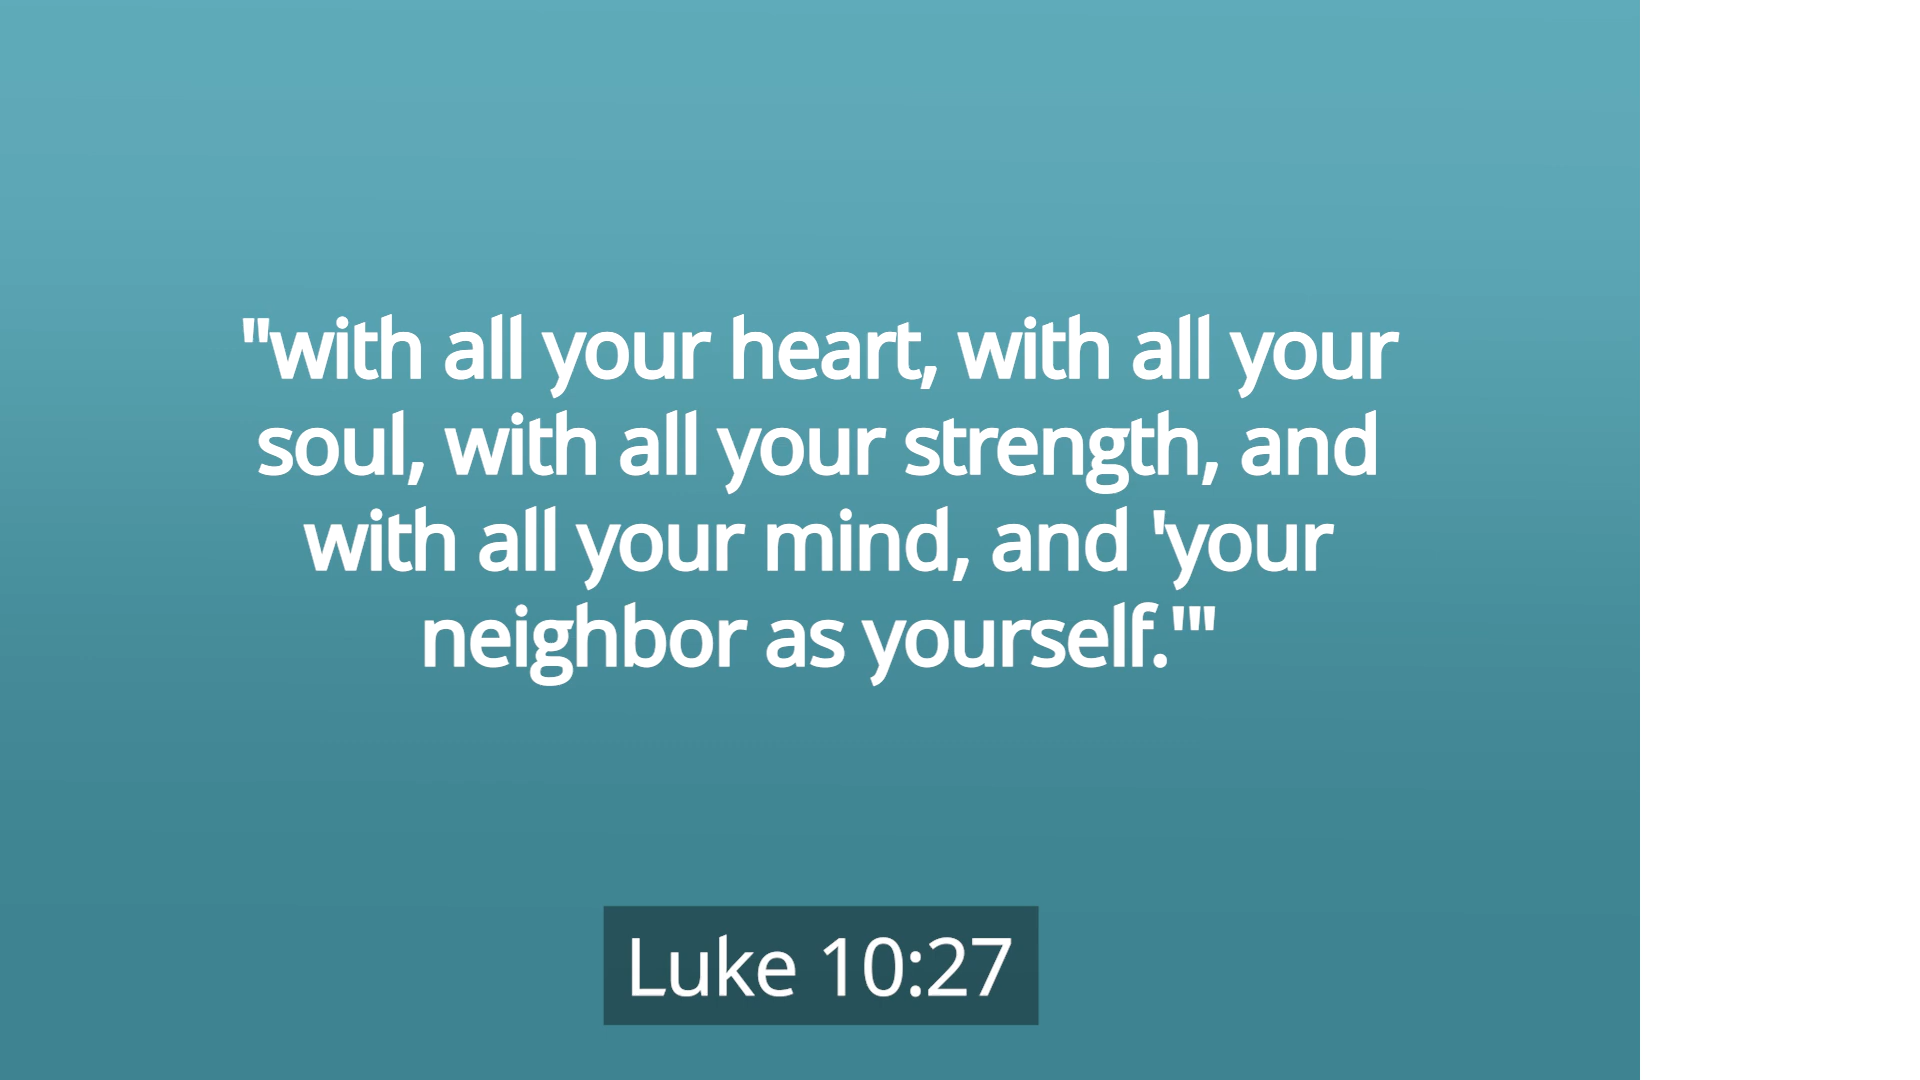 "with all your heart, with all your
soul, with all your strength, and
with all your mind, and 'your
neighbor as yourself.'"
Luke 10:27